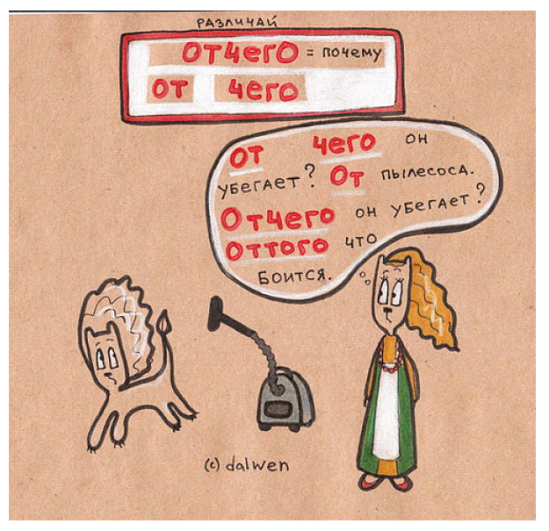 РАЗЛИЧАЙ
ОТЧЕГО = ПОЧЕМУ
ОТ ЧЕГО
ОТ ЧЕГО ОН
УБЕГАЕТ? ОТ ПЫЛЕСОСА.
ОТЧЕГО ОН УБЕГАЕТ?
ОТТОГО ЧТО
БОИТСЯ.
(c) dalwen